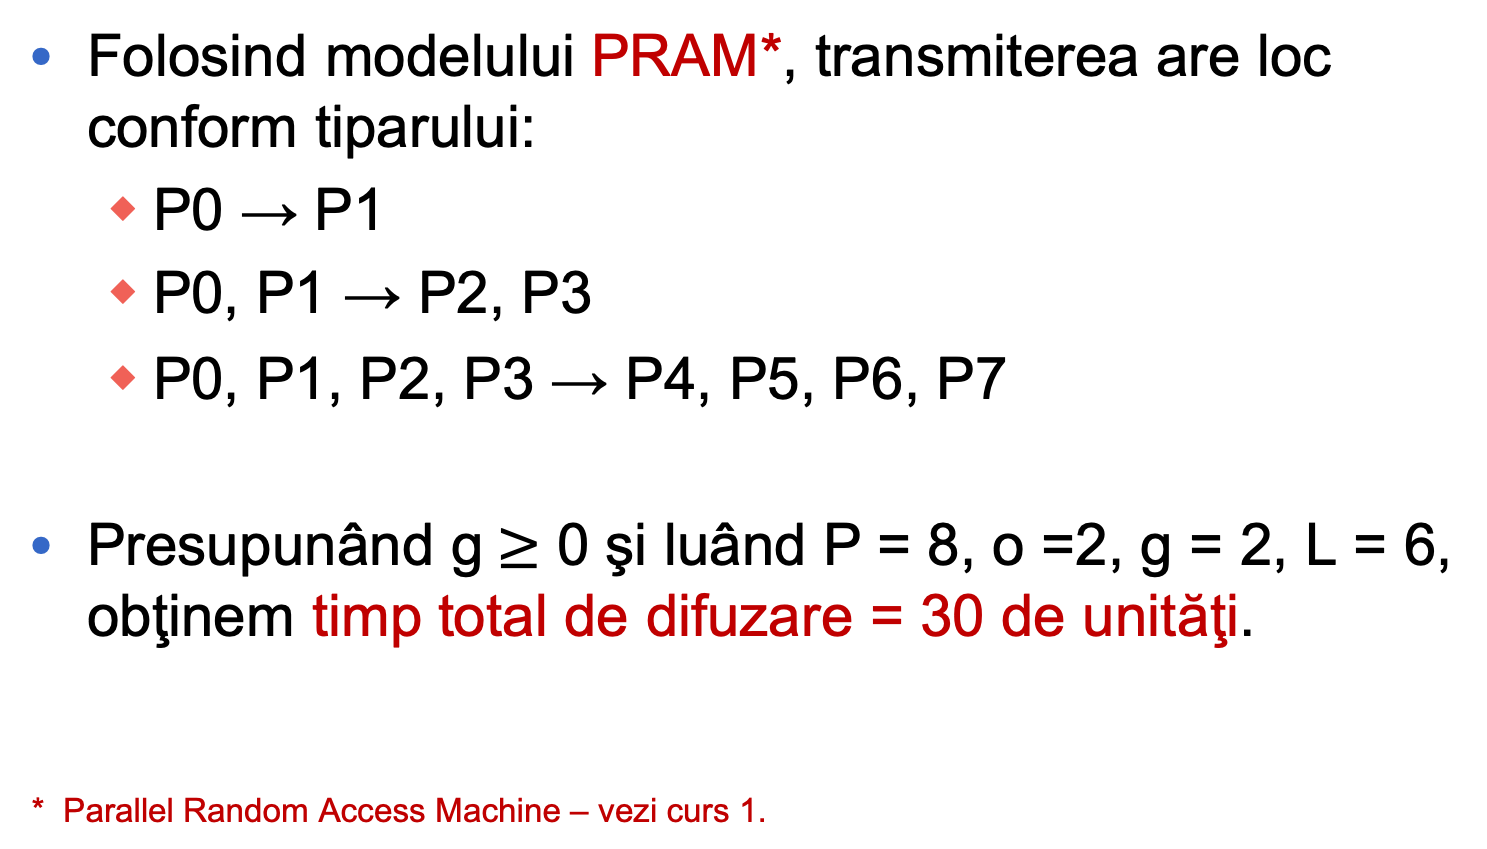 • Folosind modelului PRAM*, transmiterea are loc
conform tiparului:
◆ P0 → P1
◆ P0, P1 → P2, P3
◆ P0, P1, P2, P3 → P4, P5, P6, P7
• Presupunând g ≥ 0 şi luând P = 8, o =2, g = 2, L = 6,
obţinem timp total de difuzare = 30 de unităţi.
* Parallel Random Access Machine – vezi curs 1.